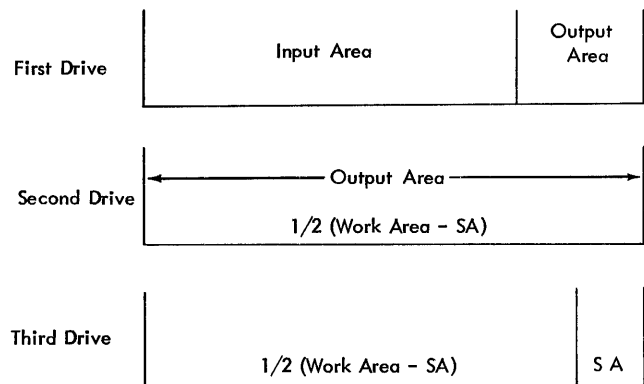 First Drive
Input Area
Output
Area
Second Drive
Output Area
1/2 (Work Area - SA)
Third Drive
1/2 (Work Area - SA)
S A